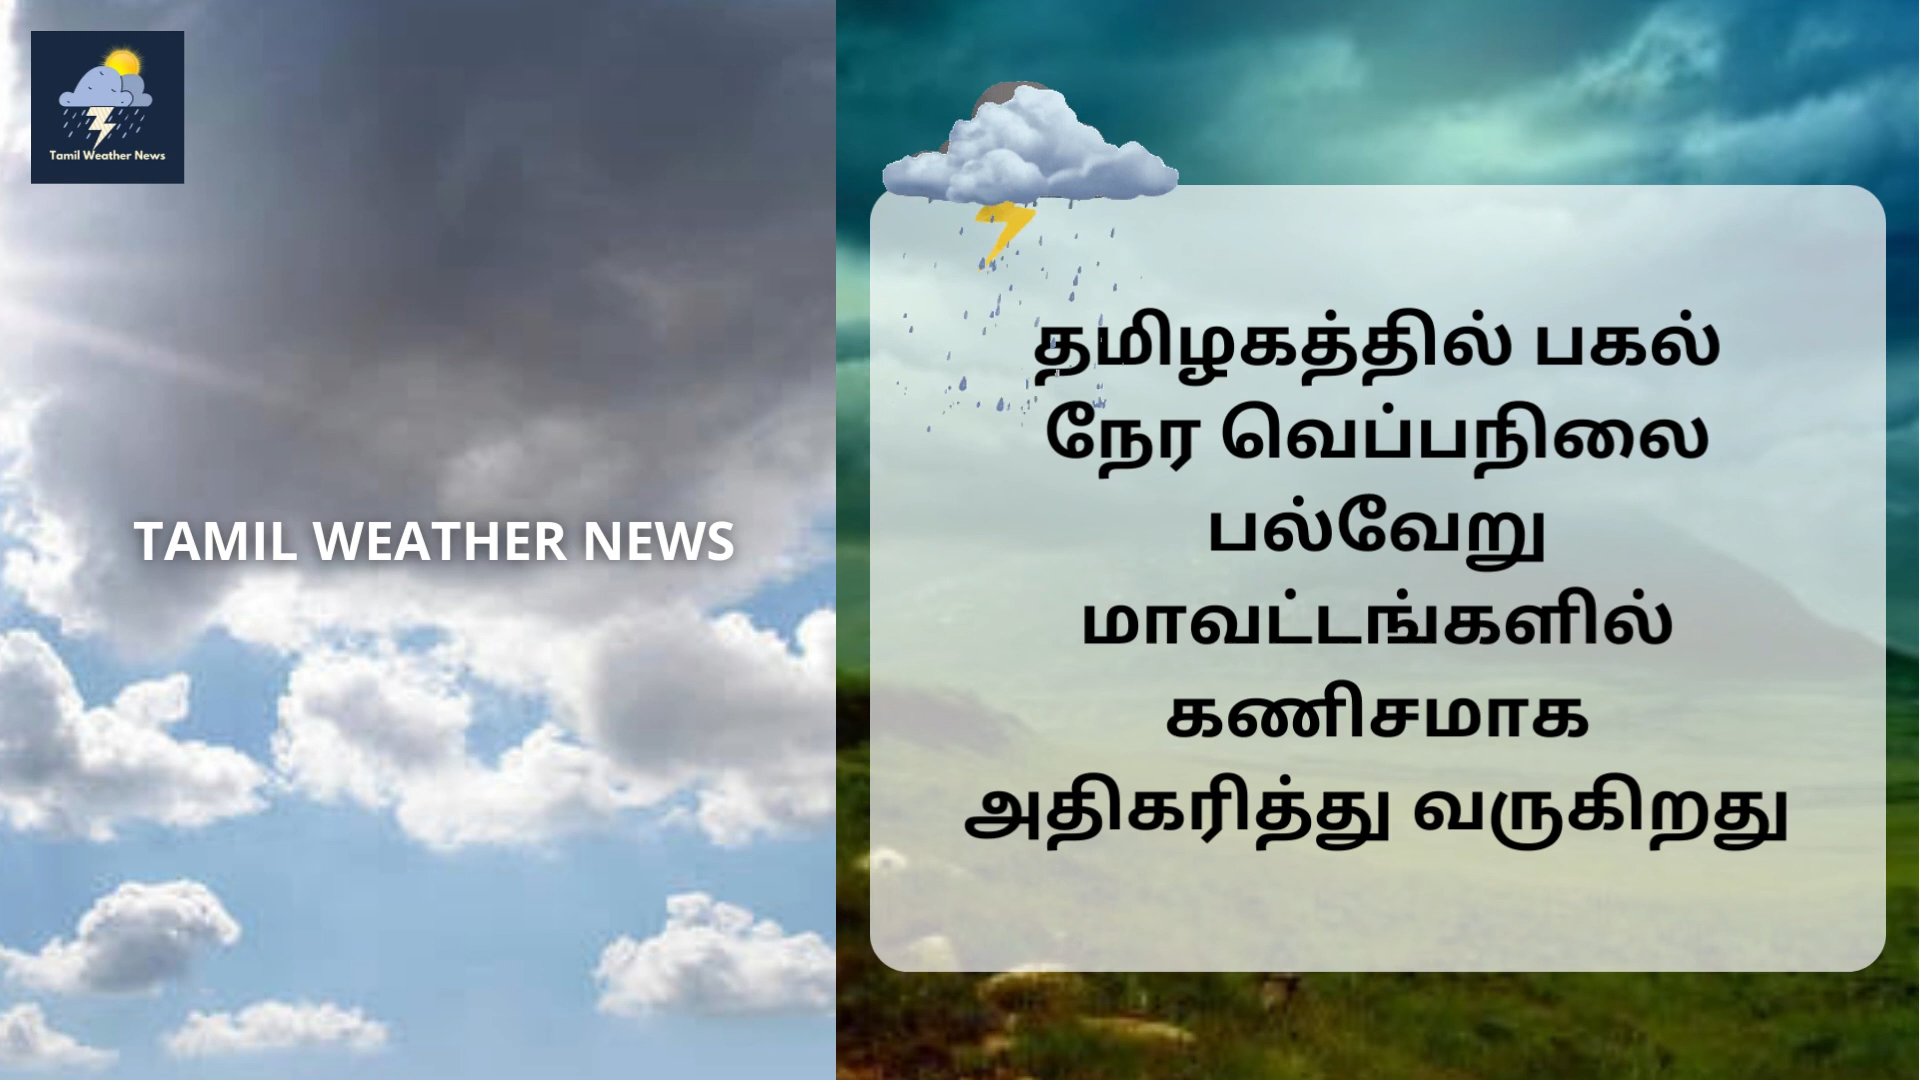 Tamil Weather News
TAMIL WEATHER NEWS
தமிழகத்தில் பகல்
நேர வெப்பநிலை
பல்வேறு
மாவட்டங்களில்
கணிசமாக
அதிகரித்து வருகிறது